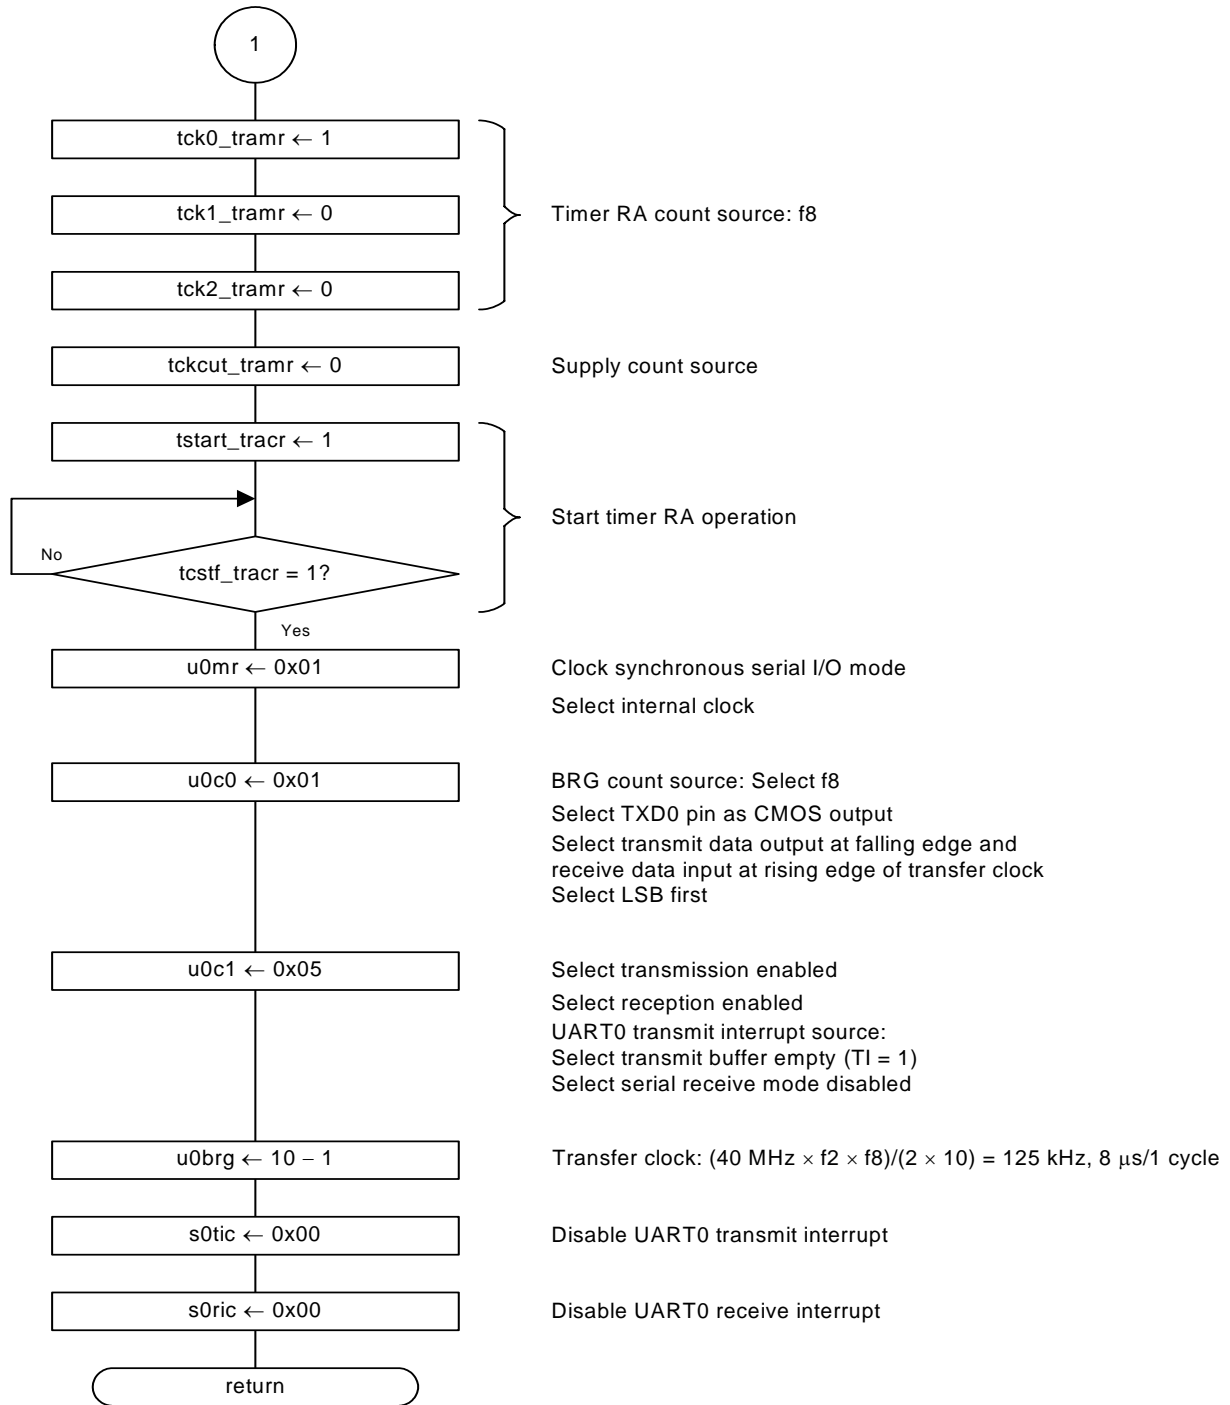 1
tck0_tramr ← 1
tck1_tramr ← 0
Timer RA count source: f8
tck2_tramr ← 0
tckcut_tramr ← 0
Supply count source
tstart_tracr ← 1
Start timer RA operation
No
tcstf_tracr = 1?
Yes
u0mr ← 0x01
Clock synchronous serial I/O mode
Select internal clock
u0c0 ← 0x01
BRG count source: Select f8
Select TXD0 pin as CMOS output
Select transmit data output at falling edge and
receive data input at rising edge of transfer clock
Select LSB first
u0c1 ← 0x05
Select transmission enabled
Select reception enabled
UART0 transmit interrupt source:
Select transmit buffer empty (TI = 1)
Select serial receive mode disabled
u0brg ← 10 − 1
Transfer clock: (40 MHz × f2 × f8)/(2 × 10) = 125 kHz, 8 μs/1 cycle
s0tic ← 0x00
Disable UART0 transmit interrupt
s0ric ← 0x00
Disable UART0 receive interrupt
return